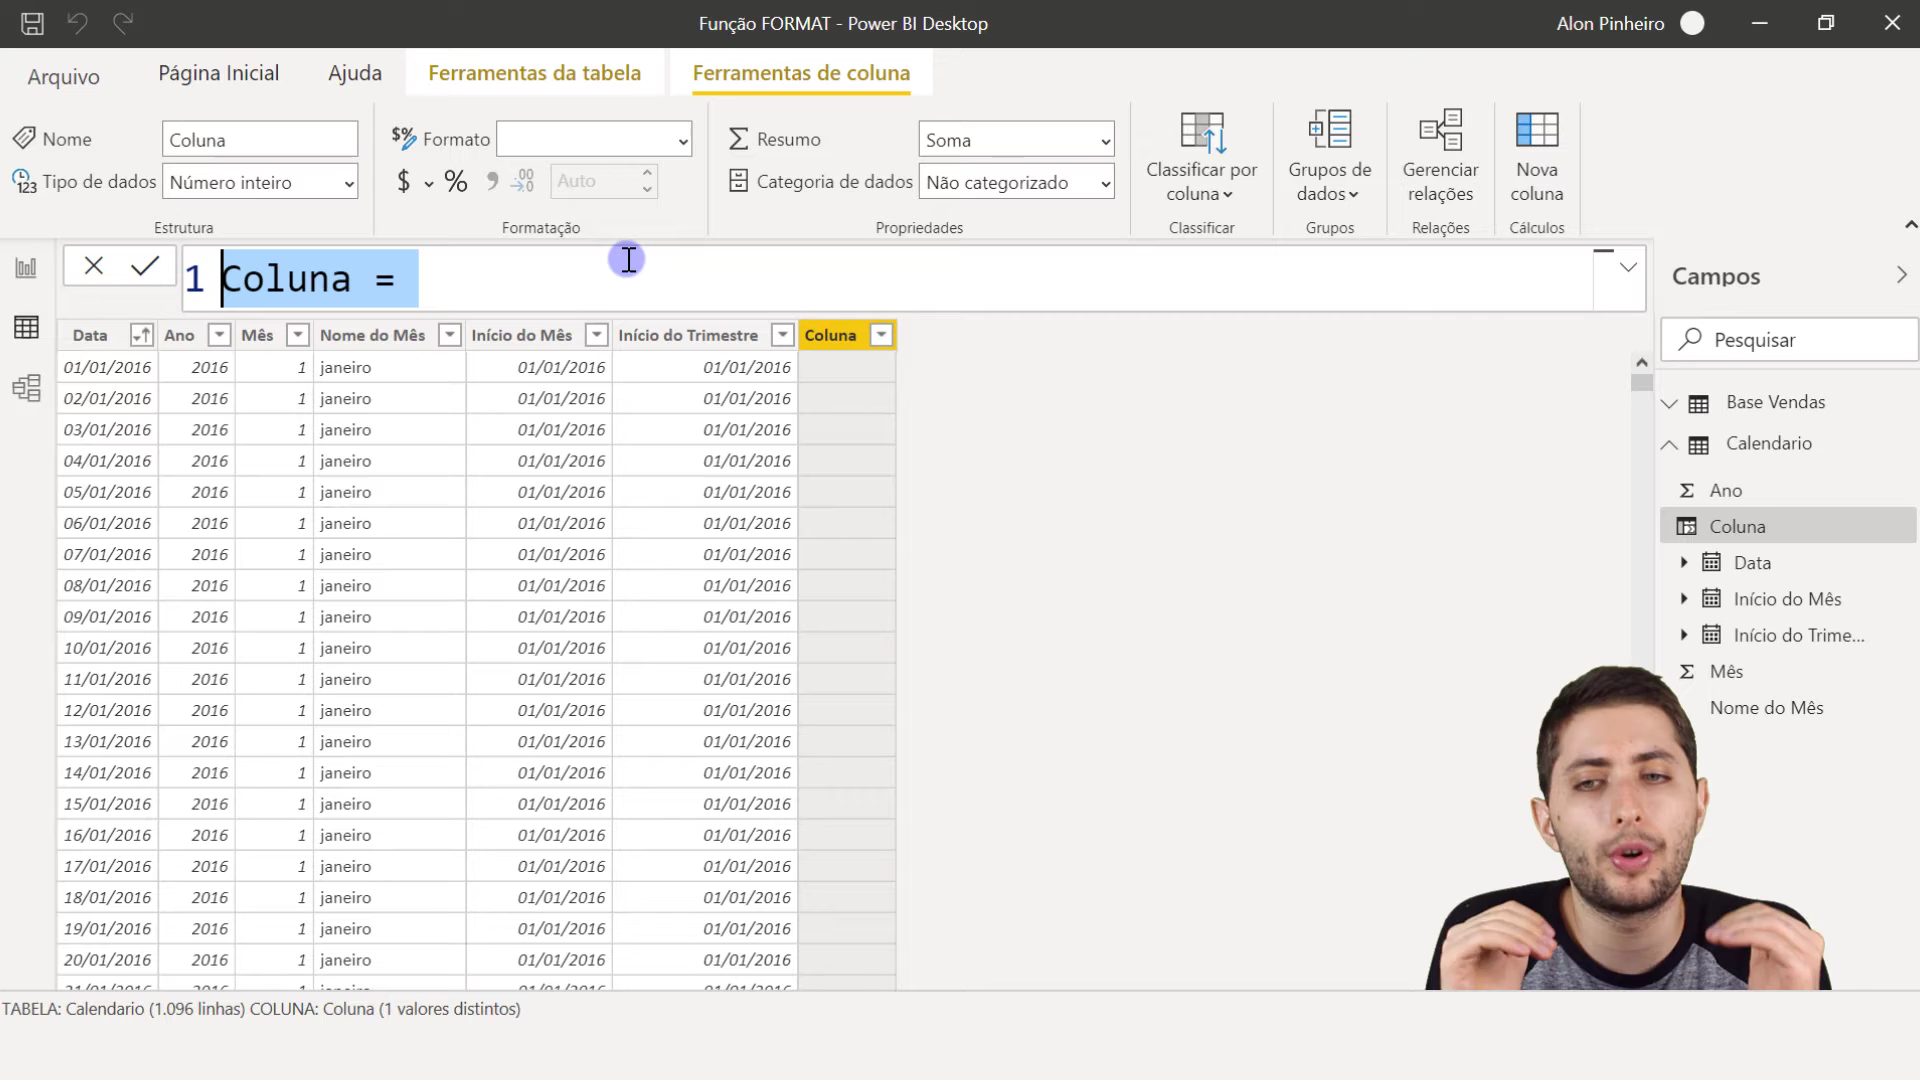 Função FORMAT - Power BI Desktop
Alon Pinheiro
Arquivo
Página Inicial
Ajuda
Ferramentas da tabela
Ferramentas de coluna
Nome
Coluna
Tipo de dados
Número inteiro
Estrutura
$% Formato
$ % 9 .00 →.0
Auto
Formatação
Resumo
Soma
Categoria de dados
Não categorizado
Propriedades
Classificar por
coluna
Classificar
Grupos de
dados
Grupos
Gerenciar
relações
Relações
Nova
coluna
Cálculos
1 Coluna =
Data Ano Mês Nome do Mês Início do Mês Início do Trimestre Coluna
01/01/2016 2016 1 janeiro 01/01/2016 01/01/2016
02/01/2016 2016 1 janeiro 01/01/2016 01/01/2016
03/01/2016 2016 1 janeiro 01/01/2016 01/01/2016
04/01/2016 2016 1 janeiro 01/01/2016 01/01/2016
05/01/2016 2016 1 janeiro 01/01/2016 01/01/2016
06/01/2016 2016 1 janeiro 01/01/2016 01/01/2016
07/01/2016 2016 1 janeiro 01/01/2016 01/01/2016
08/01/2016 2016 1 janeiro 01/01/2016 01/01/2016
09/01/2016 2016 1 janeiro 01/01/2016 01/01/2016
10/01/2016 2016 1 janeiro 01/01/2016 01/01/2016
11/01/2016 2016 1 janeiro 01/01/2016 01/01/2016
12/01/2016 2016 1 janeiro 01/01/2016 01/01/2016
13/01/2016 2016 1 janeiro 01/01/2016 01/01/2016
14/01/2016 2016 1 janeiro 01/01/2016 01/01/2016
15/01/2016 2016 1 janeiro 01/01/2016 01/01/2016
16/01/2016 2016 1 janeiro 01/01/2016 01/01/2016
17/01/2016 2016 1 janeiro 01/01/2016 01/01/2016
18/01/2016 2016 1 janeiro 01/01/2016 01/01/2016
19/01/2016 2016 1 janeiro 01/01/2016 01/01/2016
20/01/2016 2016 1 janeiro 01/01/2016 01/01/2016
Campos
Pesquisar
Base Vendas
Calendario
Ano
Coluna
Data
Início do Mês
Início do Trime...
Mês
Nome do Mês
TABELA: Calendario (1.096 linhas) COLUNA: Coluna (1 valores distintos)